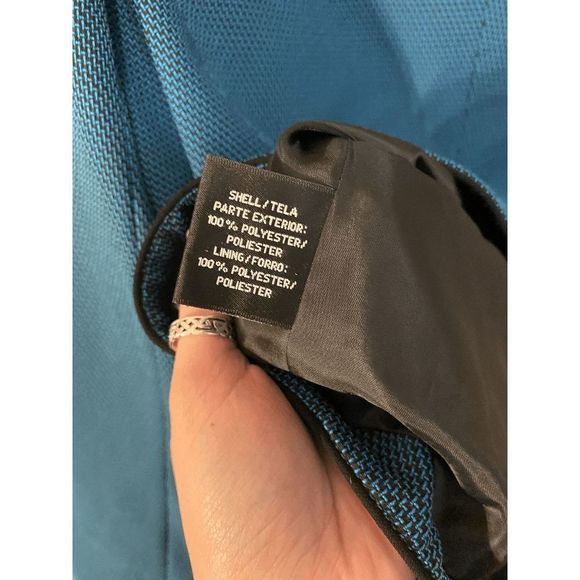 SHELL/TELA
PARTE EXTERIOR:
100% POLYESTER/
POLIESTER
LINING/FORRO:
100% POLYESTER/
POLIESTER